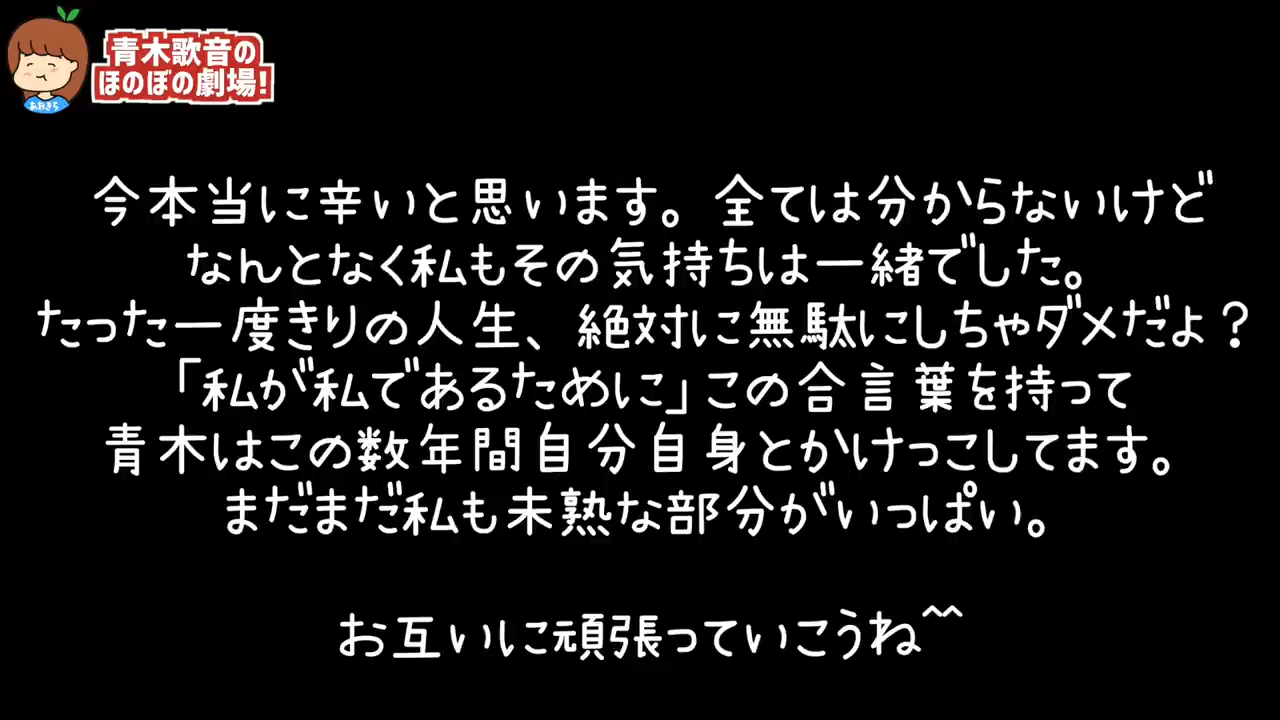 青木歌音の
ほのぼの劇場!
あおきち
今本当に辛いと思います。全ては分からないけど
なんとなく私もその気持ちは一緒でした。
たった一度きりの人生、絶対に無駄にしちゃダメだよ？
「私が私であるために」この合言葉を持って
青木はこの数年間自分自身とかけっこしてます。
まだまだ私も未熟な部分がいっぱい。
お互いに頑張っていこうね^^